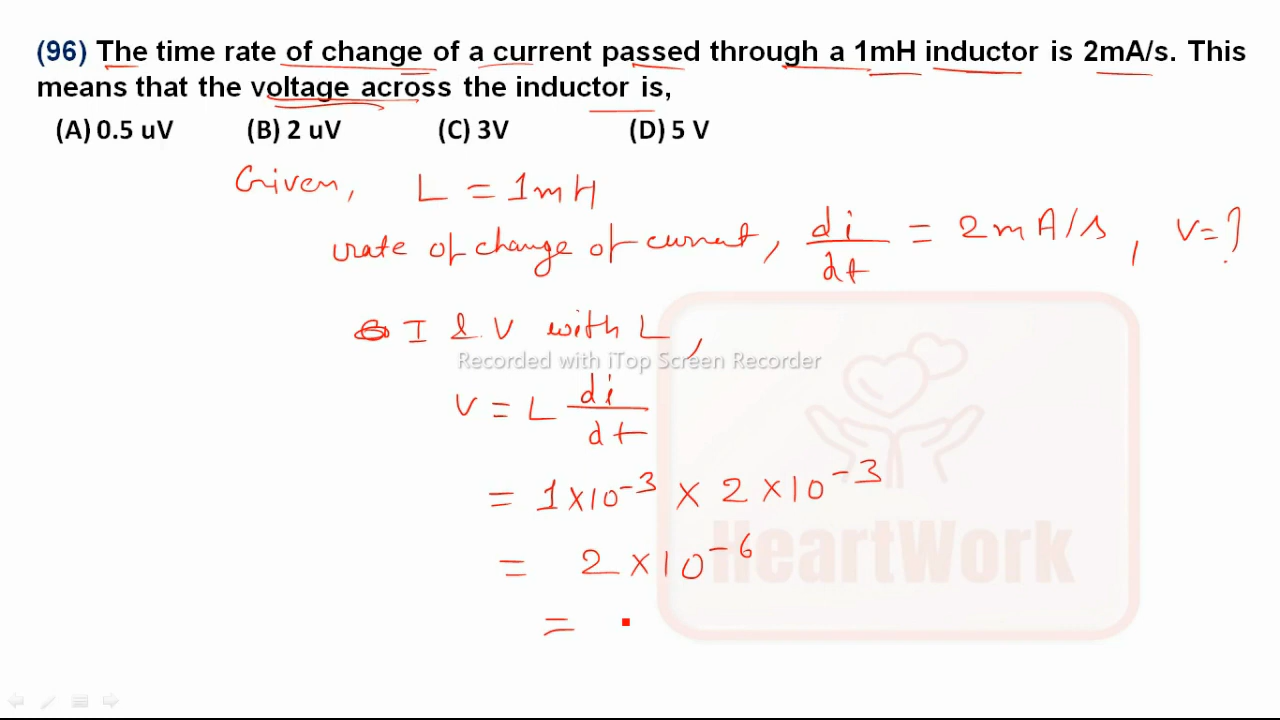 (96) The time rate of change of a current passed through a 1mH inductor is 2mA/s. This
means that the voltage across the inductor is,
(A) 0.5 uV (B) 2 uV (C) 3V (D) 5 V
Given, L = 1mH
rate of change of current, di/dt = 2mA/s, V=?
I & V with L,
Recorded with iTop Screen Recorder
V = L di/dt
= 1×10⁻³ × 2×10⁻³
= 2×10⁻⁶
HeartWork
=